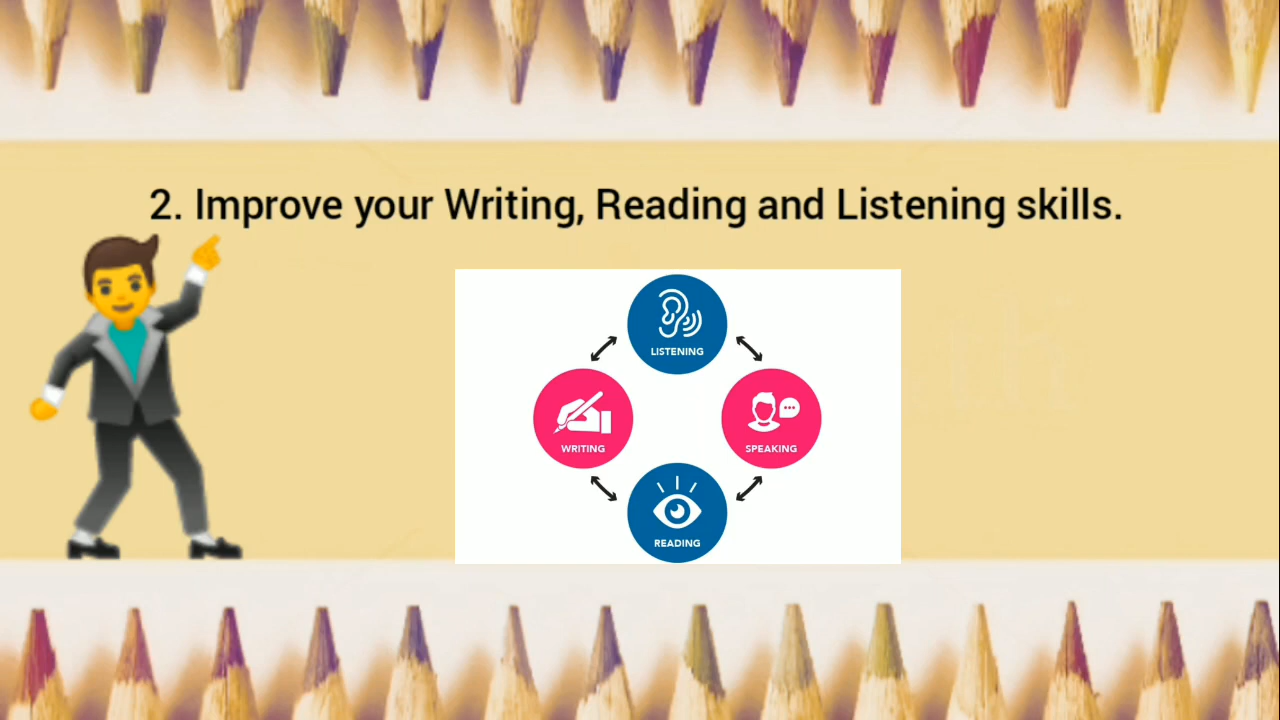 2. Improve your Writing, Reading and Listening skills.
LISTENING
WRITING
SPEAKING
READING